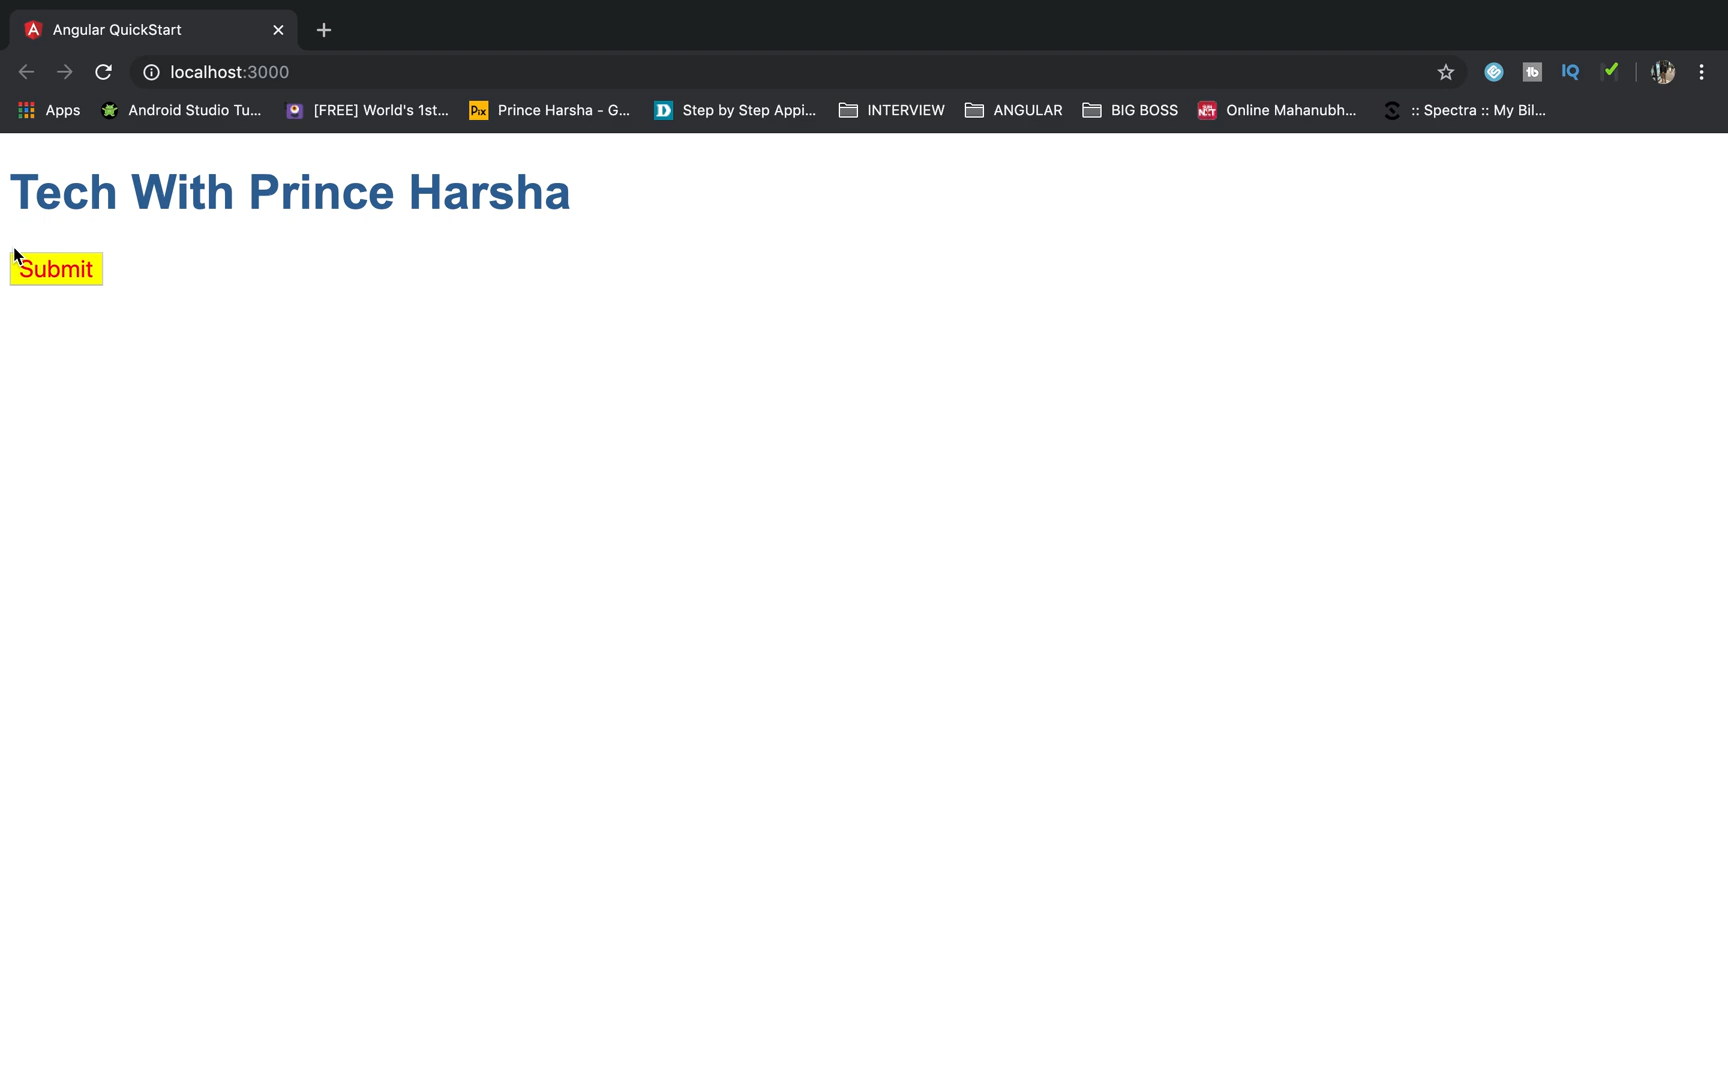 Angular QuickStart
localhost:3000
Apps Android Studio Tu... [FREE] World's 1st... Prince Harsha - G... Step by Step Appi... INTERVIEW ANGULAR BIG BOSS Online Mahanubh... :: Spectra :: My Bil...
Tech With Prince Harsha
Submit